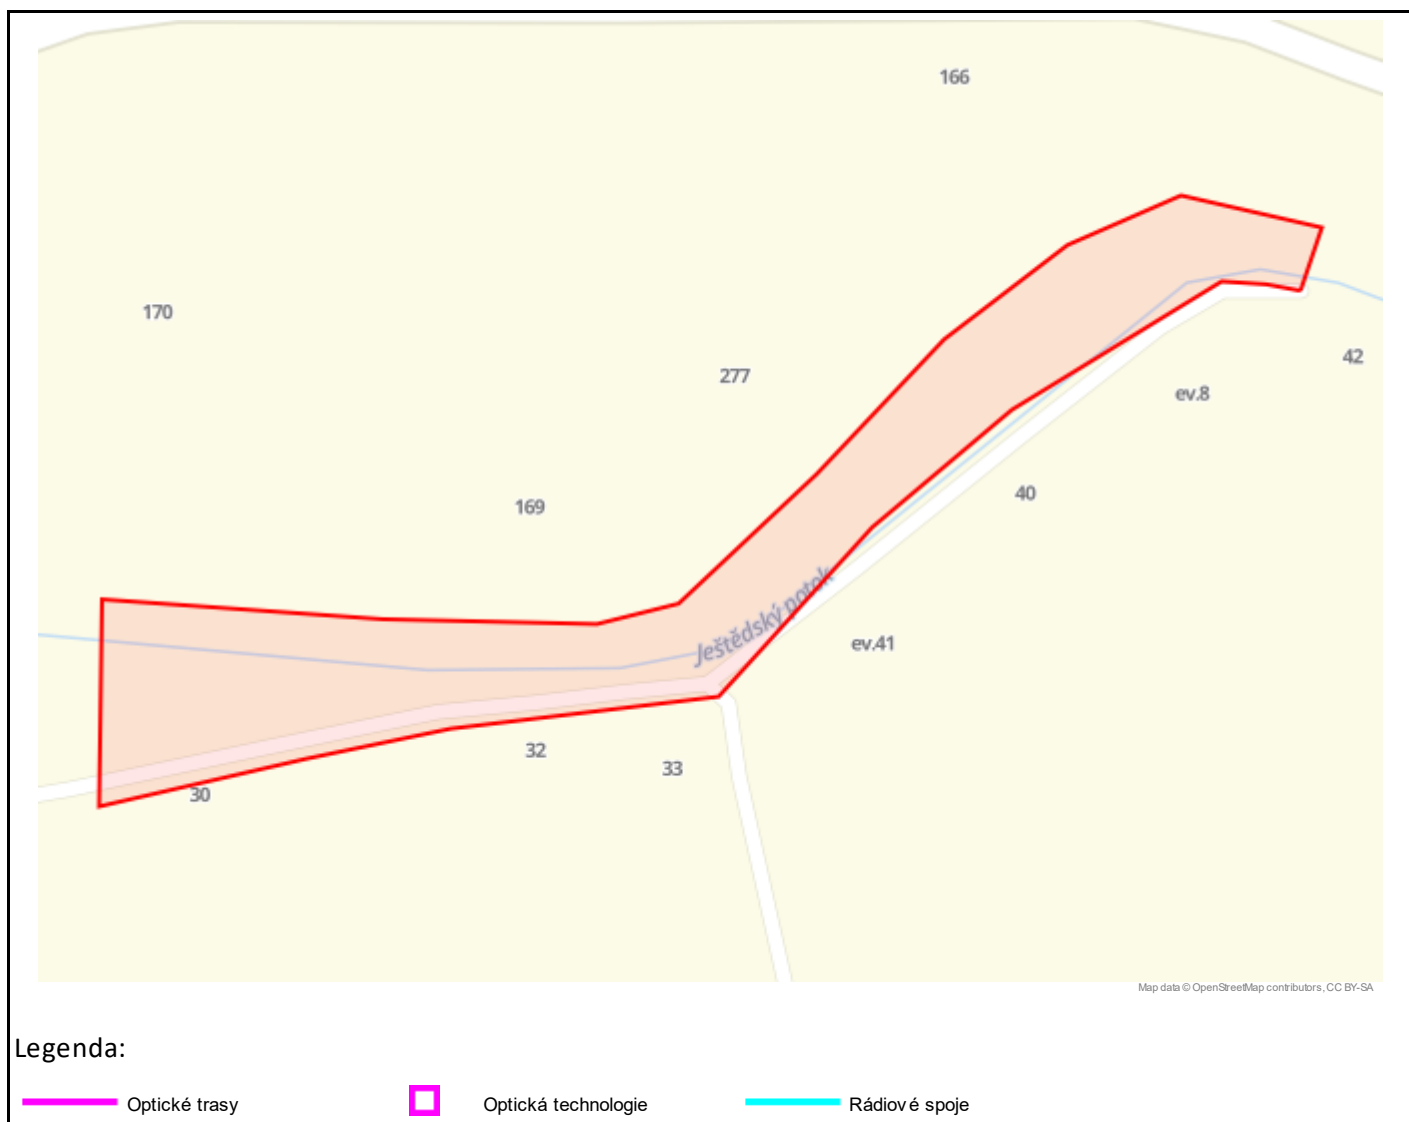 166
170
277
42
ev.8
40
169
Ještědský potok
ev.41
32
33
30
Map data © OpenStreetMap contributors, CC BY-SA
Legenda:
Optické trasy
Optická technologie
Rádiové spoje